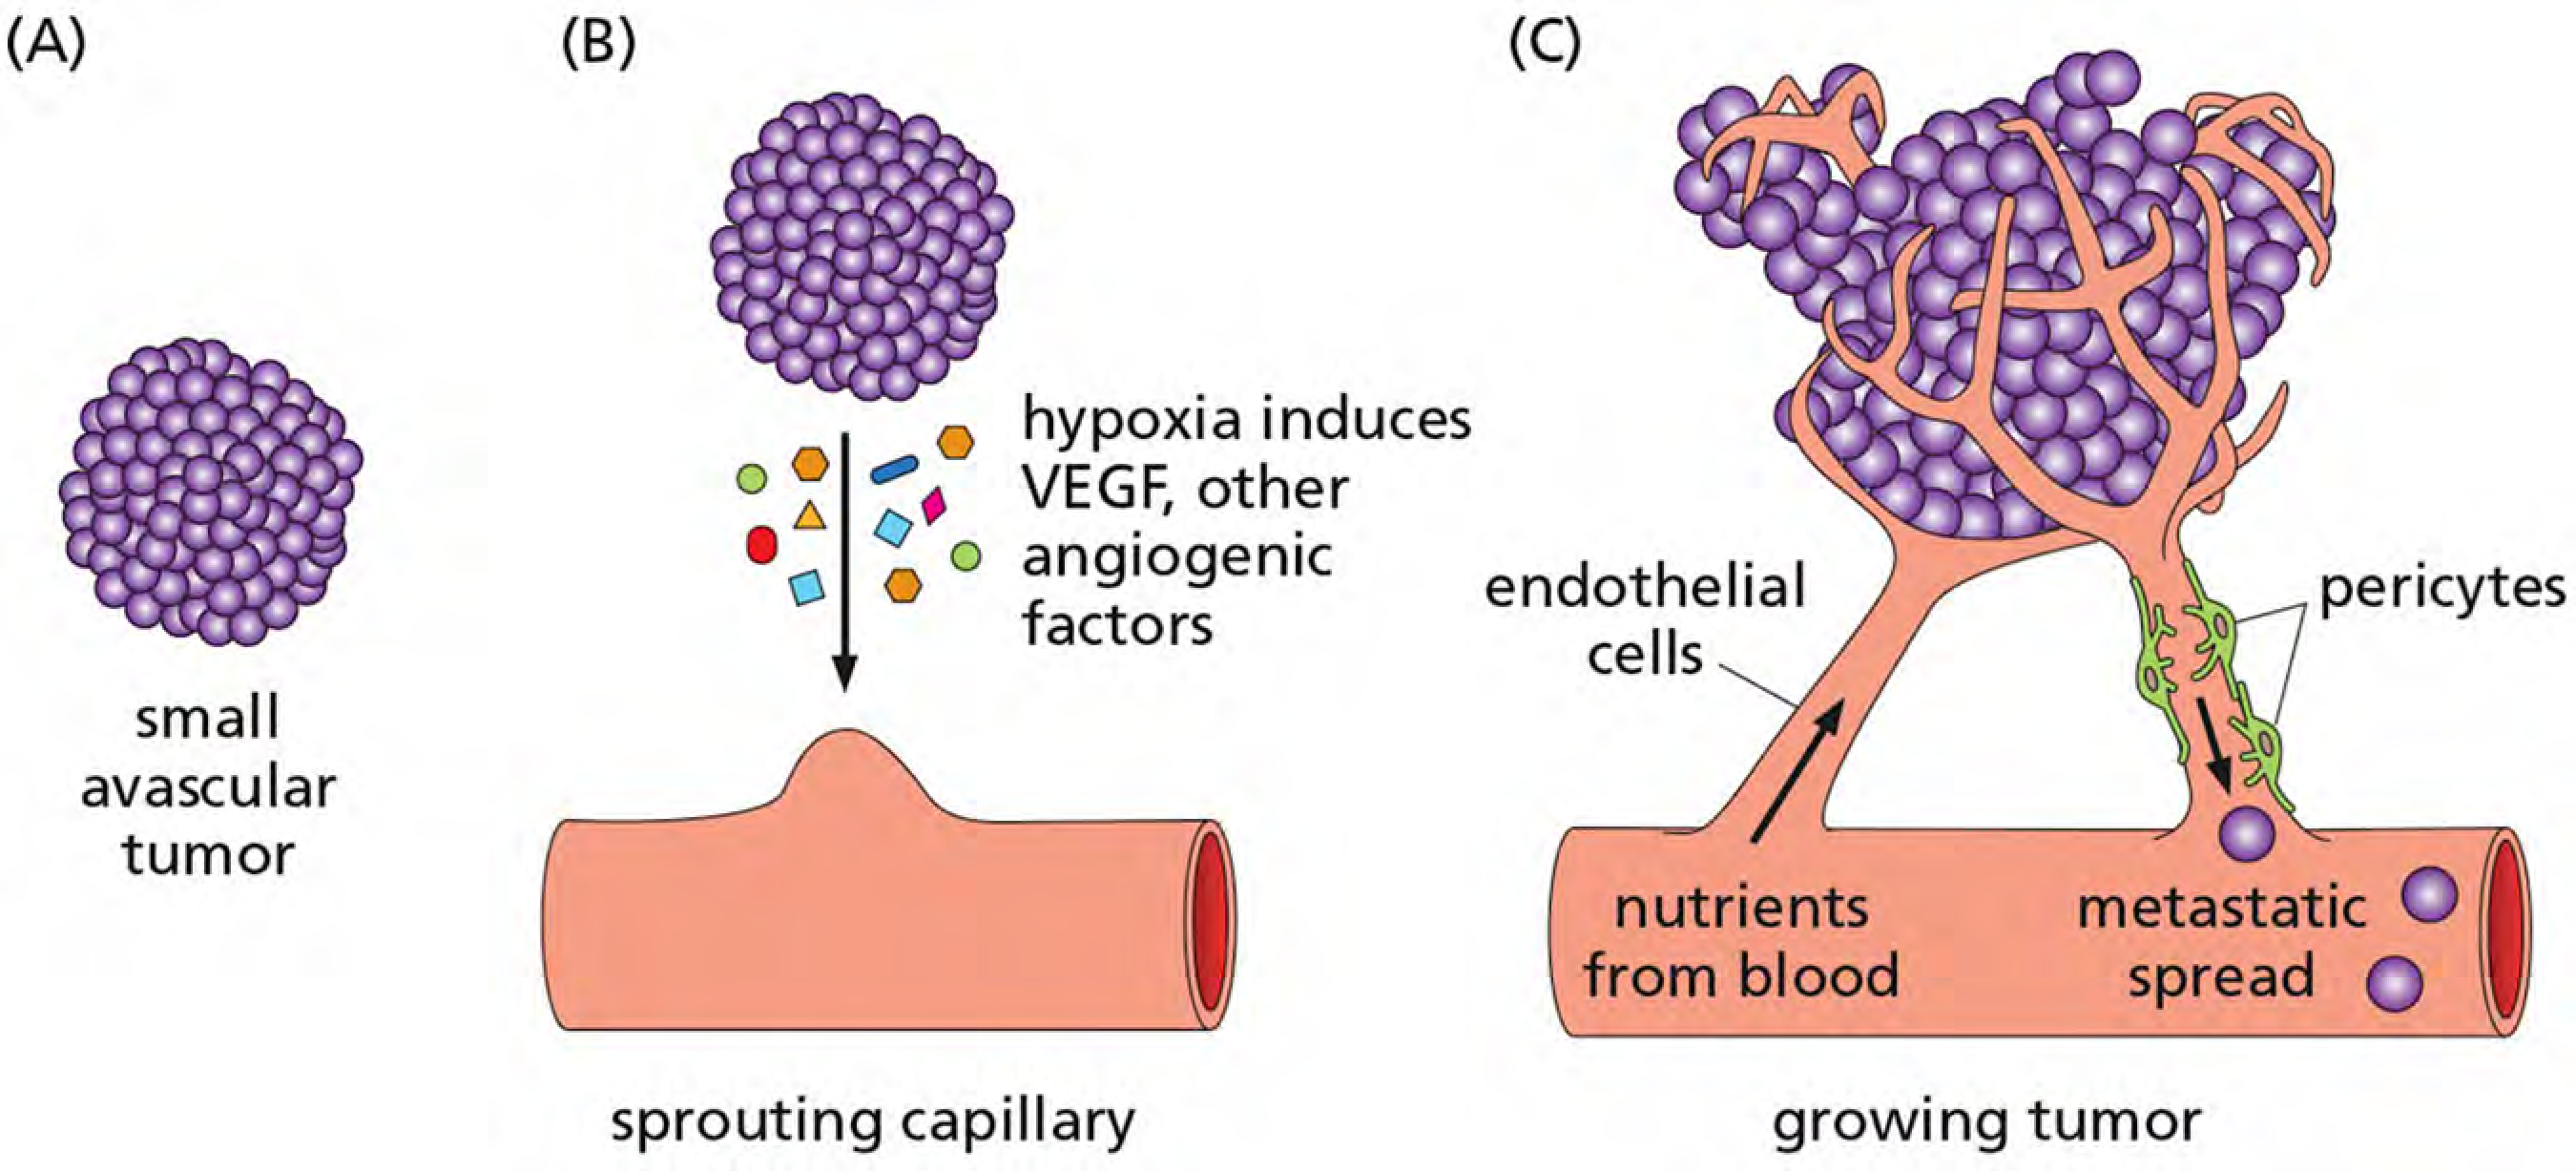 (A)
small
avascular
tumor
(B)
hypoxia induces
VEGF, other
angiogenic
factors
sprouting capillary
(C)
endothelial
cells
pericytes
nutrients
from blood
metastatic
spread
growing tumor